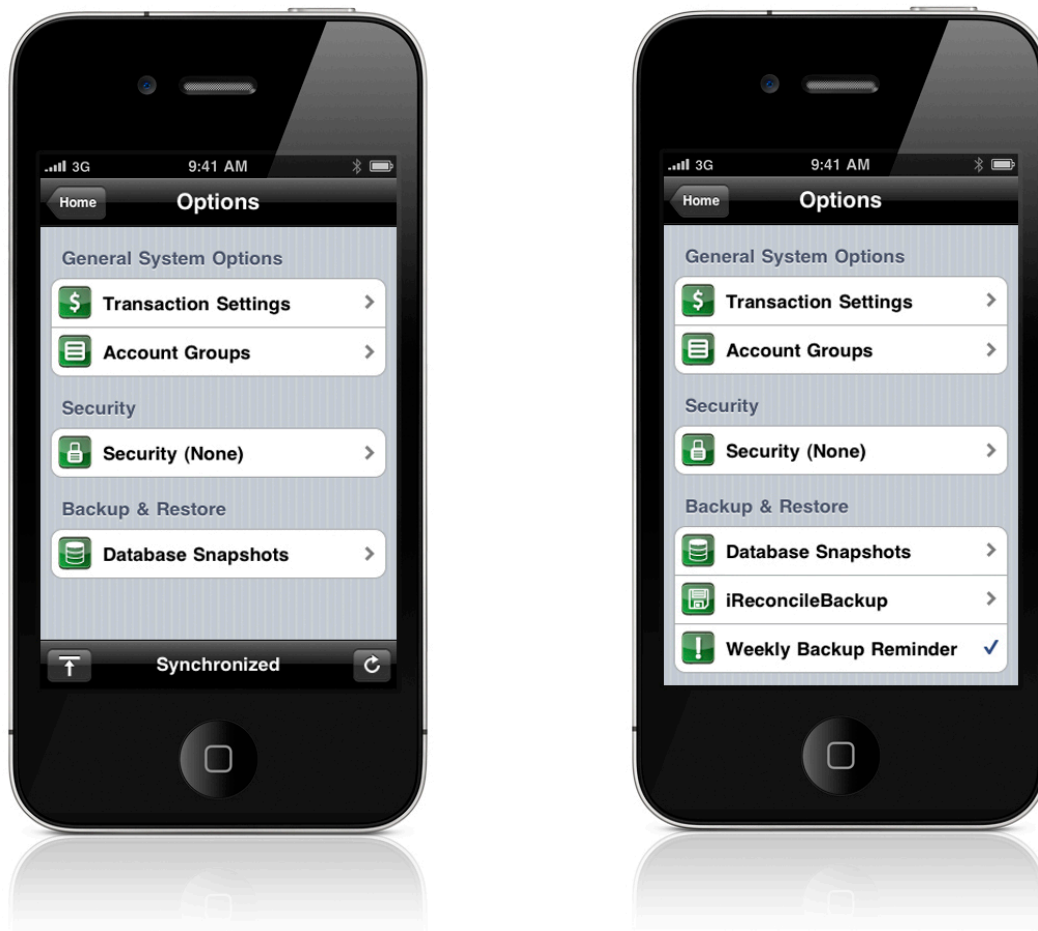 3G 9:41 AM
Home Options
General System Options
$ Transaction Settings
Account Groups
Security
Security (None)
Backup & Restore
Database Snapshots
Synchronized
3G 9:41 AM
Home Options
General System Options
$ Transaction Settings
Account Groups
Security
Security (None)
Backup & Restore
Database Snapshots
iReconcileBackup
! Weekly Backup Reminder